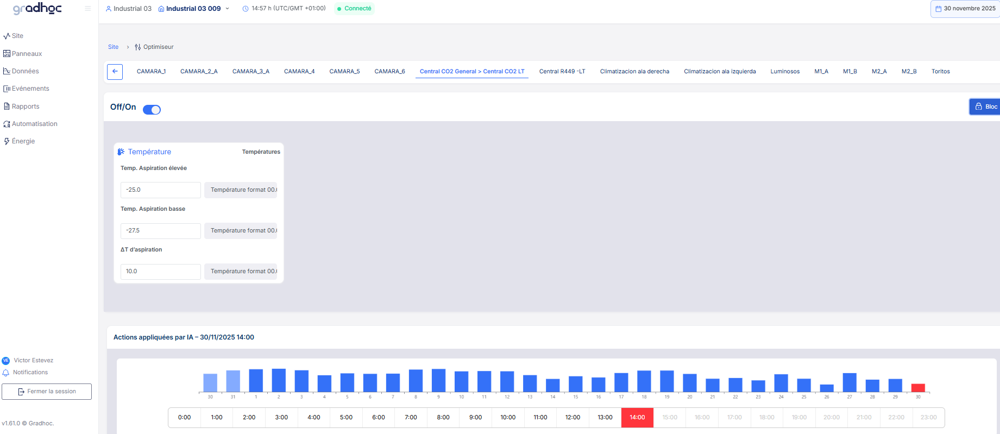 gradhoc
Industrial 03 Industrial 03 009 14:57 h (UTC/GMT +01:00) Connecté 30 novembre 2025
Site
Panneaux
Données
Evénements
Rapports
Automatisation
Énergie
Victor Estevez
VE
Notifications
Fermer la session
v1.61.0 © Gradhoc.
Site > Optimiseur
CAMARA_1 CAMARA_2_A CAMARA_3_A CAMARA_4 CAMARA_5 CAMARA_6 Central CO2 General > Central CO2 LT Central R449 -LT Climatizacion ala derecha Climatizacion ala izquierda Luminosos M1_A M1_B M2_A M2_B Toritos
Off/On Bloc
Température Températures
Temp. Aspiration élevée
-25.0 Température format 00.
Temp. Aspiration basse
-27.5 Température format 00.
ΔT d’aspiration
10.0 Température format 00.
Actions appliquées par IA – 30/11/2025 14:00
30 31 1 2 3 4 5 6 7 8 9 10 11 12 13 14 15 16 17 18 19 20 21 22 23 24 25 26 27 28 29 30
0:00 1:00 2:00 3:00 4:00 5:00 6:00 7:00 8:00 9:00 10:00 11:00 12:00 13:00 14:00 15:00 16:00 17:00 18:00 19:00 20:00 21:00 22:00 23:00